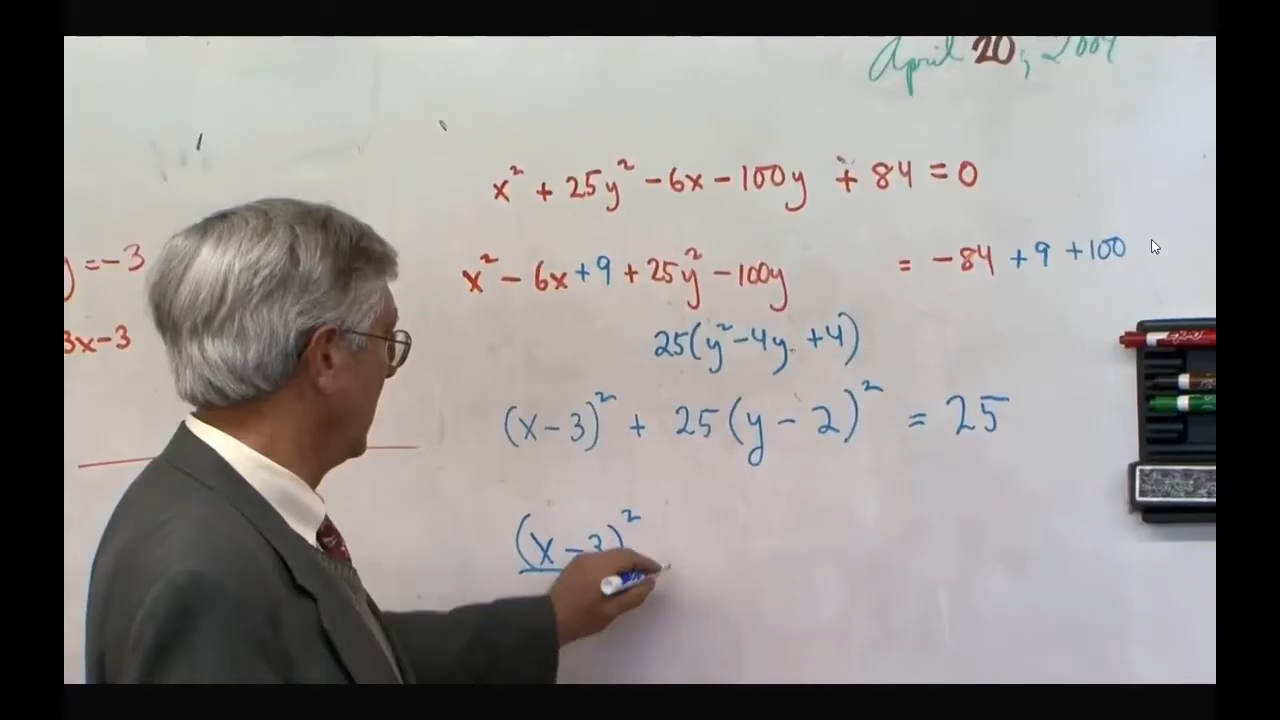 April 20, 2009
x² + 25y² - 6x - 100y + 84 = 0
y = -3
x² - 6x + 9 + 25y² - 100y = -84 + 9 + 100
3x - 3
25(y² - 4y + 4)
(x - 3)² + 25(y - 2)² = 25
(x - 3)²
EXPO